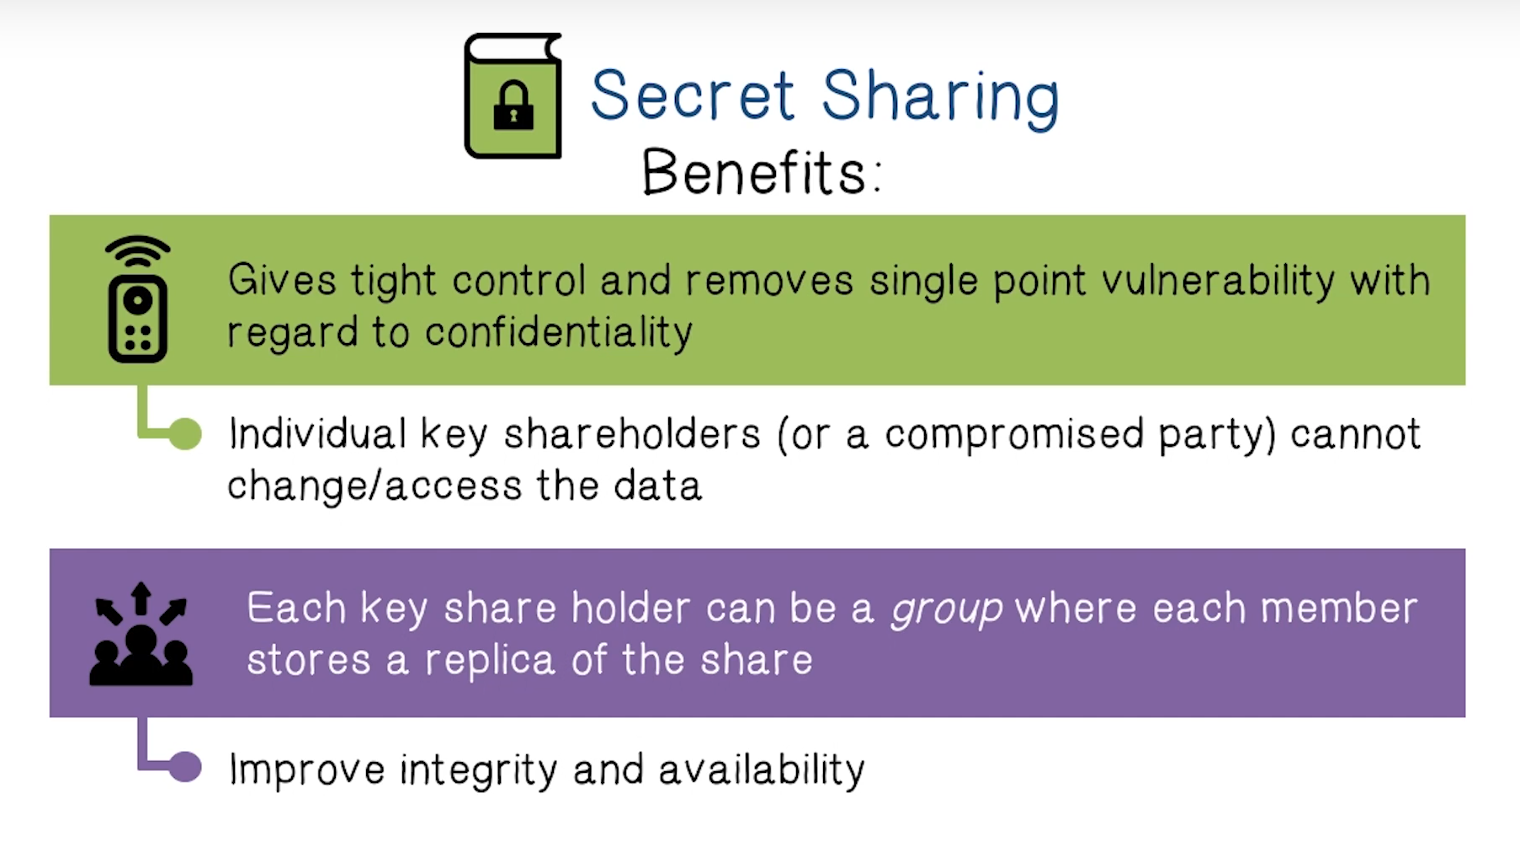 Secret Sharing
Benefits:
Gives tight control and removes single point vulnerability with
regard to confidentiality
Individual key shareholders (or a compromised party) cannot
change/access the data
Each key share holder can be a group where each member
stores a replica of the share
Improve integrity and availability